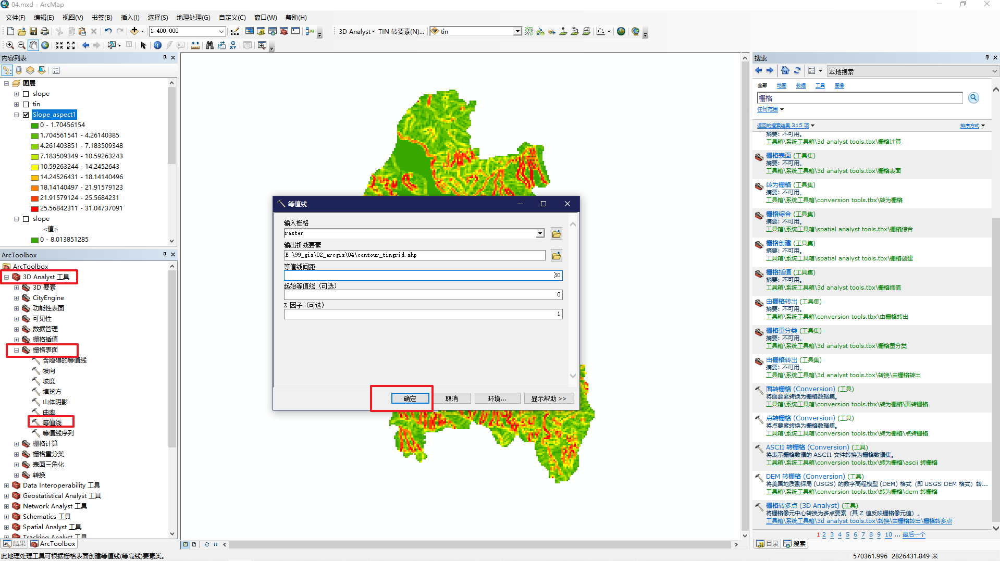 04.mxd - ArcMap
文件(F) 编辑(E) 视图(V) 书签(B) 插入(I) 选择(S) 地理处理(G) 自定义(C) 窗口(W) 帮助(H)
1:400,000
3D Analyst
TIN 转要素(N)...
tin
内容列表
图层
slope
tin
Slope_aspect1
0 - 1.70456154
1.704561541 - 4.26140385
4.261403851 - 7.183509348
7.183509349 - 10.59263243
10.59263244 - 14.2452643
14.24526431 - 18.14140496
18.14140497 - 21.91579123
21.91579124 - 25.5684231
25.56842311 - 31.04737091
slope
<值>
0 - 8.013851285
ArcToolbox
ArcToolbox
3D Analyst 工具
3D 要素
CityEngine
功能性表面
可见性
数据管理
栅格插值
栅格表面
含障碍的等值线
坡向
坡度
填挖方
山体阴影
曲率
等值线
等值线序列
栅格计算
栅格重分类
表面三角化
转换
Data Interoperability 工具
Geostatistical Analyst 工具
Network Analyst 工具
Schematics 工具
Spatial Analyst 工具
Tracking Analyst 工具
结果 ArcToolbox
此地理处理工具可根据栅格表面创建等值线(等高线)要素类。
等值线
输入栅格
raster
输出折线要素
E:\99_gis\02_arcgis\04\contour_tingrid.shp
等值线间距
50
起始等值线 (可选)
0
Z 因子 (可选)
1
确定 取消 环境... 显示帮助 >>
搜索
本地搜索
全部 地图 数据 工具 图像
栅格
任何范围
返回的搜索结果 315 项 排序方式
摘要: 不可用。
工具箱\系统工具箱\3d analyst tools.tbx\栅格计算
栅格表面 (工具集)
摘要: 不可用。
工具箱\系统工具箱\3d analyst tools.tbx\栅格表面
转为栅格 (工具集)
摘要: 不可用。
工具箱\系统工具箱\conversion tools.tbx\转为栅格
栅格综合 (工具集)
摘要: 不可用。
工具箱\系统工具箱\spatial analyst tools.tbx\栅格综合
栅格创建 (工具集)
摘要: 不可用。
工具箱\系统工具箱\spatial analyst tools.tbx\栅格创建
栅格插值 (工具集)
摘要: 不可用。
工具箱\系统工具箱\3d analyst tools.tbx\栅格插值
由栅格转出 (工具集)
摘要: 不可用。
工具箱\系统工具箱\conversion tools.tbx\由栅格转出
栅格重分类 (工具集)
摘要: 不可用。
工具箱\系统工具箱\3d analyst tools.tbx\栅格重分类
由栅格转出 (工具集)
摘要: 不可用。
工具箱\系统工具箱\3d analyst tools.tbx\转换\由栅格转出
面转栅格 (Conversion) (工具)
将面要素转换为栅格数据集。
工具箱\系统工具箱\conversion tools.tbx\转为栅格\面转栅格
点转栅格 (Conversion) (工具)
将点要素转换为栅格数据集。
工具箱\系统工具箱\conversion tools.tbx\转为栅格\点转栅格
ASCII 转栅格 (Conversion) (工具)
将表示栅格数据的 ASCII 文件转换为栅格数据集。
工具箱\系统工具箱\conversion tools.tbx\转为栅格\ascii 转栅格
DEM 转栅格 (Conversion) (工具)
将美国地质勘探局 (USGS) 的数字高程模型 (DEM) 格式（即 USGS DEM 格式）转...
工具箱\系统工具箱\conversion tools.tbx\转为栅格\dem 转栅格
栅格转多点 (3D Analyst) (工具)
将栅格像元中心转换为多点要素（其 Z 值反映栅格像元值）。
工具箱\系统工具箱\3d analyst tools.tbx\转换\由栅格转出\栅格转多点
1 2 3 4 5 6 7 8 9 10 ... 最后一个
目录 搜索
570361.996 2826431.849 米